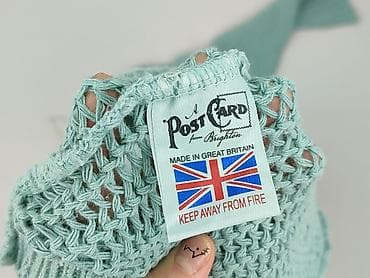 A
POST CARD
from Brighton
MADE IN GREAT BRITAIN
KEEP AWAY FROM FIRE